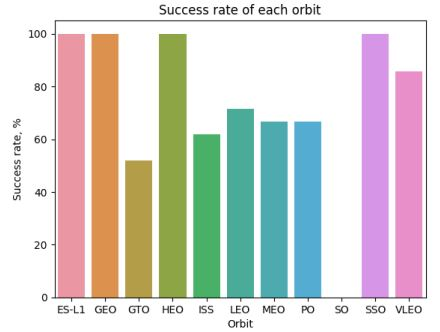 Success rate of each orbit
100
80
60
40
20
0
Success rate, %
ES-L1 GEO GTO HEO ISS LEO MEO PO SO SSO VLEO
Orbit